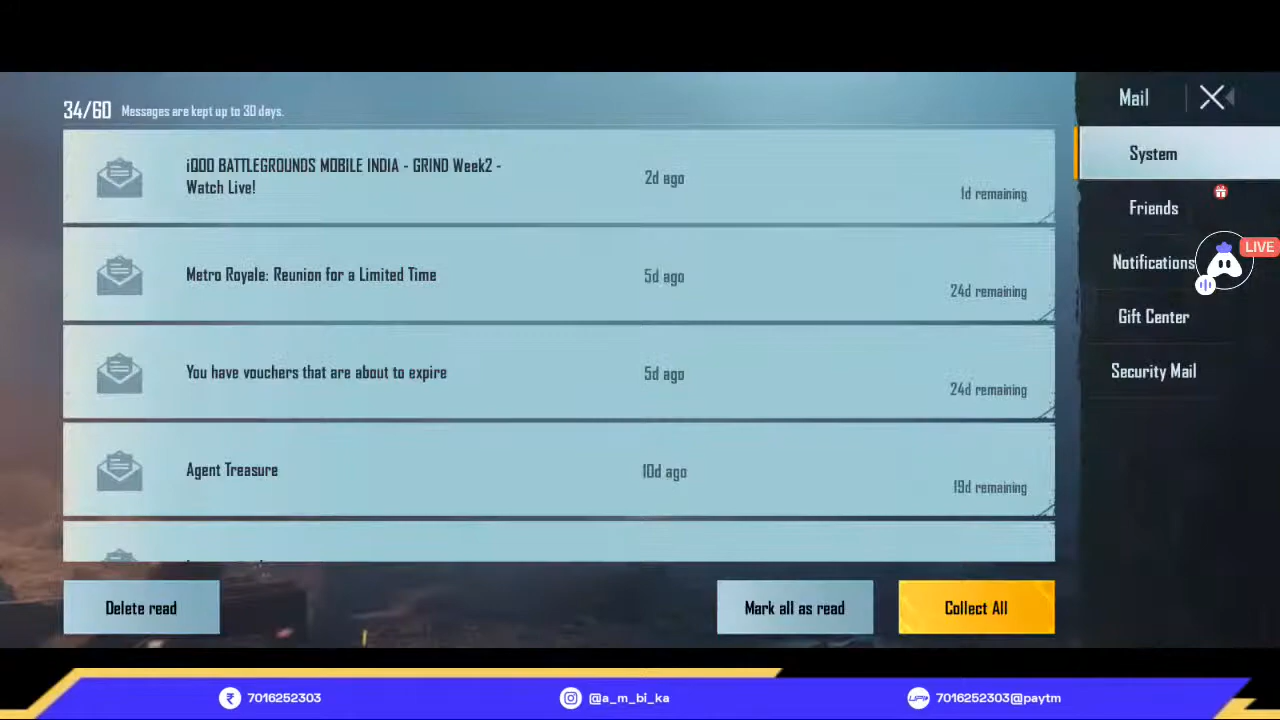 34/60 Messages are kept up to 30 days.
Mail
iQOO BATTLEGROUNDS MOBILE INDIA - GRIND Week2 -
Watch Live!
2d ago
1d remaining
Metro Royale: Reunion for a Limited Time
5d ago
24d remaining
You have vouchers that are about to expire
5d ago
24d remaining
Agent Treasure
10d ago
19d remaining
Delete read
Mark all as read
Collect All
System
Friends
Notifications
LIVE
Gift Center
Security Mail
₹ 7016252303
@a_m_bi_ka
UPI 7016252303@paytm